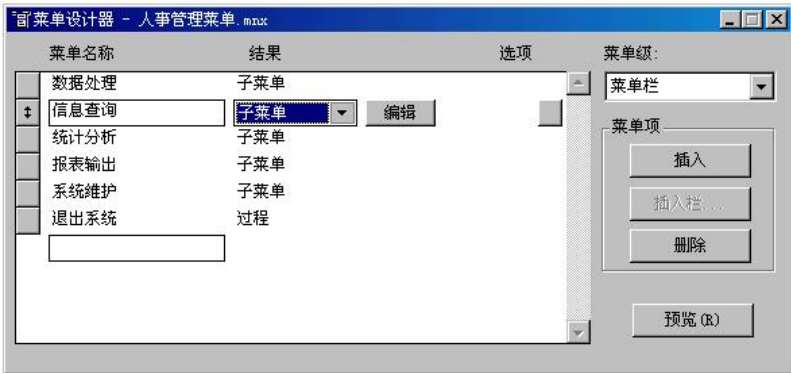 菜单设计器 - 人事管理菜单.mnx
菜单名称 结果 选项 菜单级:
数据处理 子菜单 菜单栏
信息查询 子菜单 编辑
统计分析 子菜单 菜单项
报表输出 子菜单 插入
系统维护 子菜单 插入栏...
退出系统 过程
删除
预览(R)